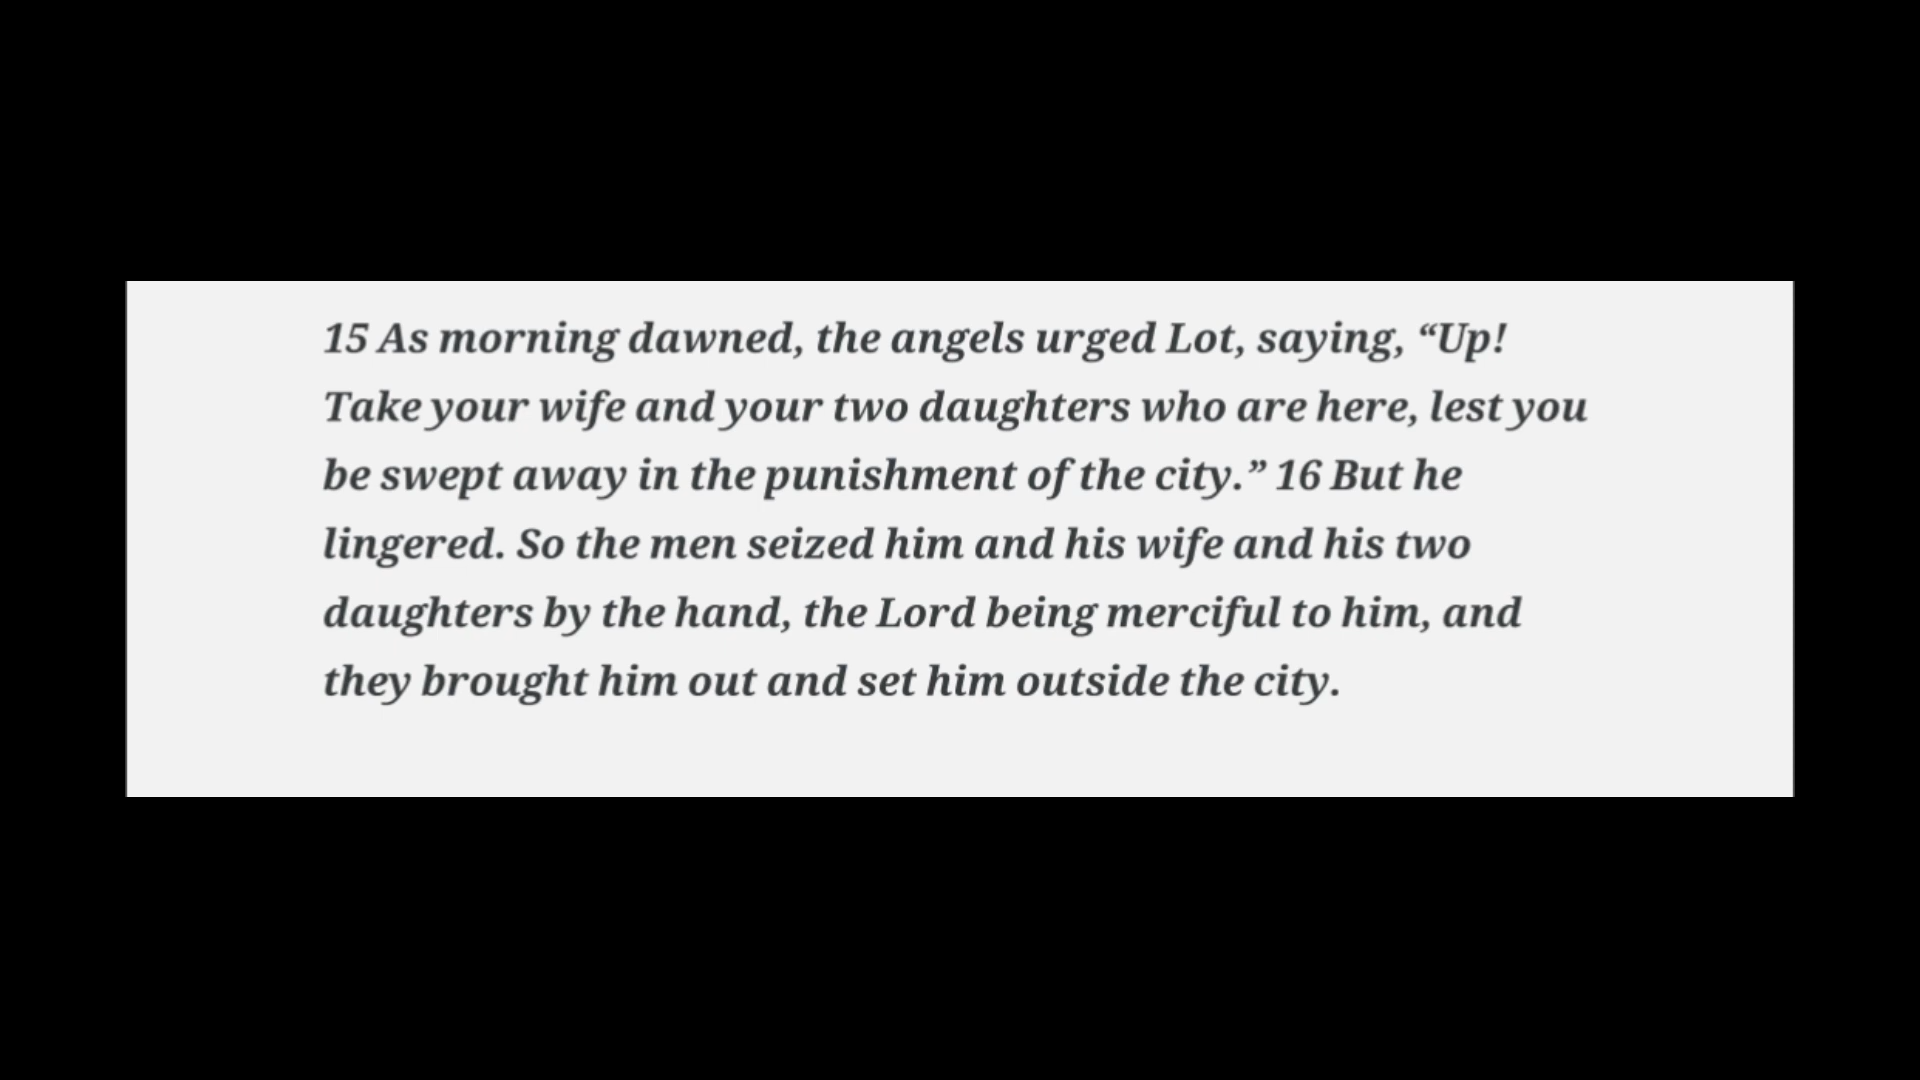 15 As morning dawned, the angels urged Lot, saying, “Up!
Take your wife and your two daughters who are here, lest you
be swept away in the punishment of the city.” 16 But he
lingered. So the men seized him and his wife and his two
daughters by the hand, the Lord being merciful to him, and
they brought him out and set him outside the city.